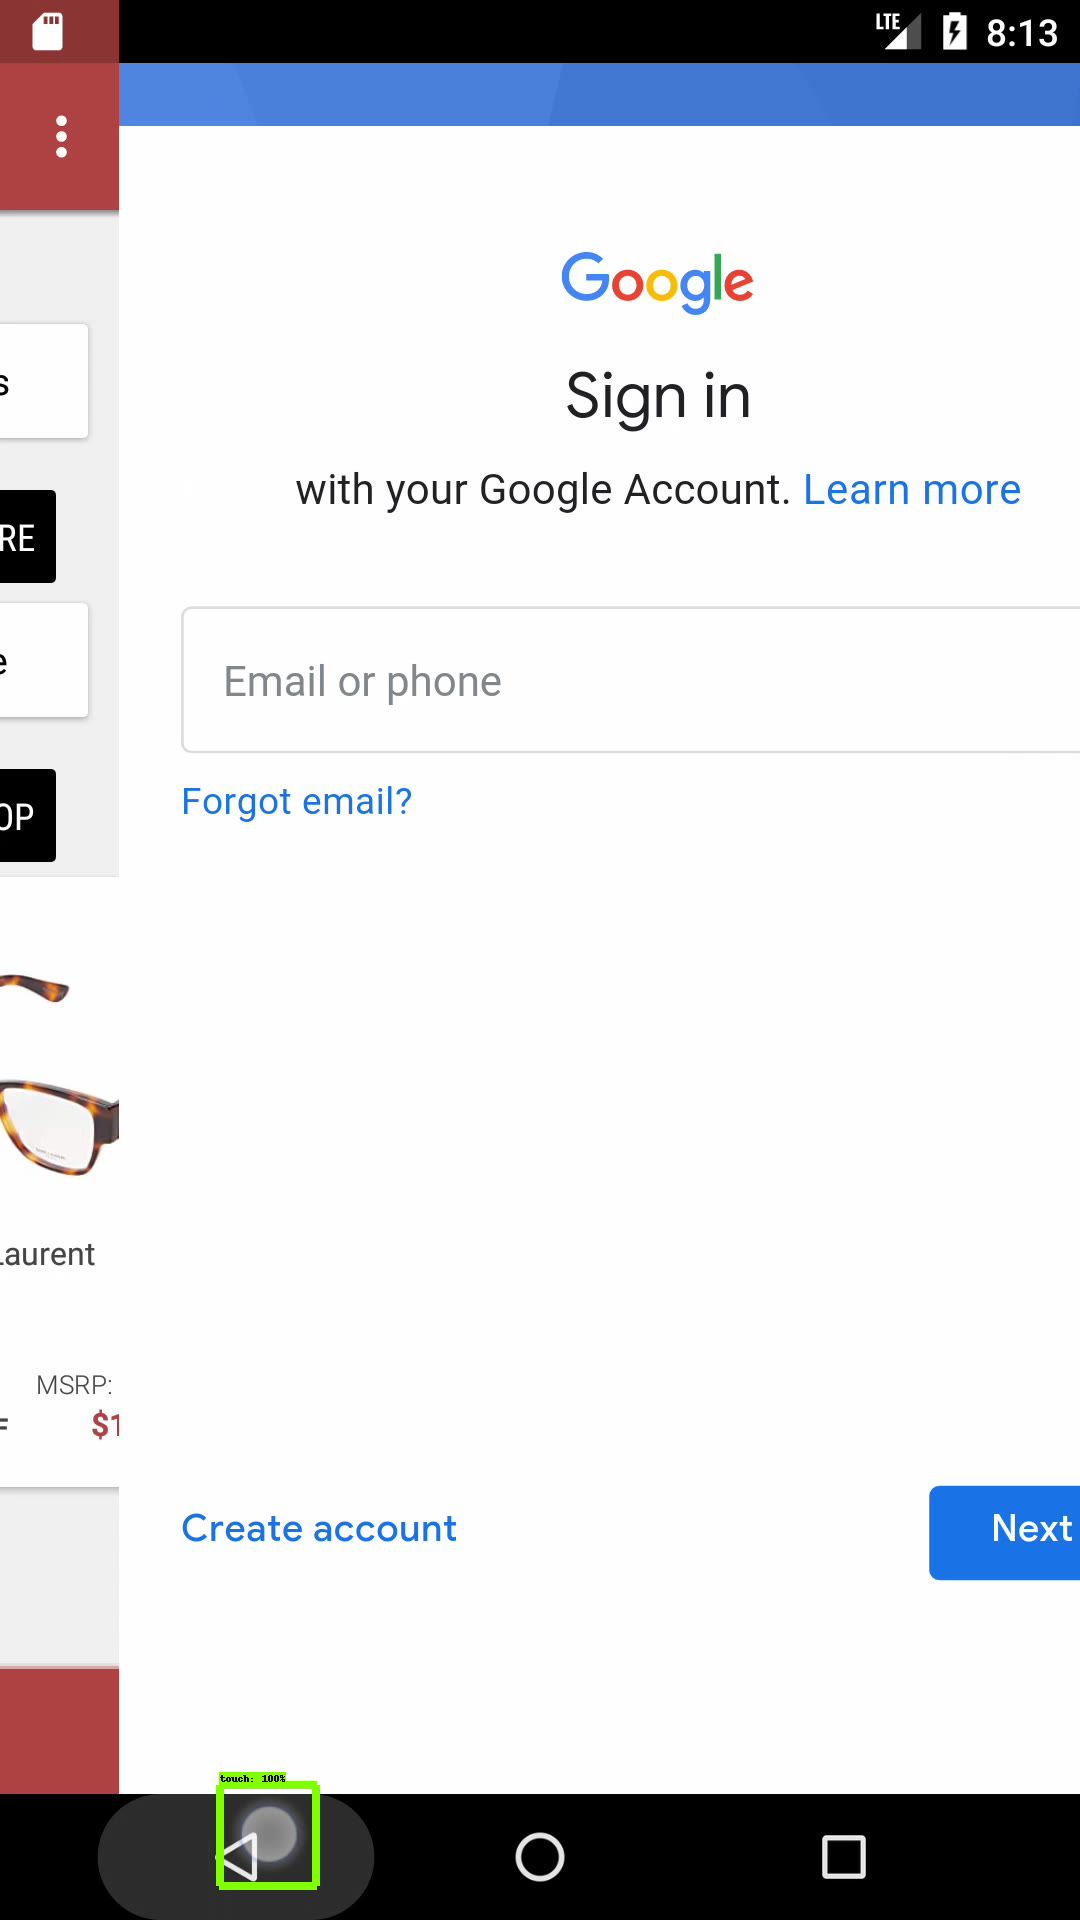 LTE 8:13
Google
Sign in
with your Google Account. Learn more
s
RE
Email or phone
e
Forgot email?
OP
Laurent
MSRP:
$1
Create account
Next
touch: 100%